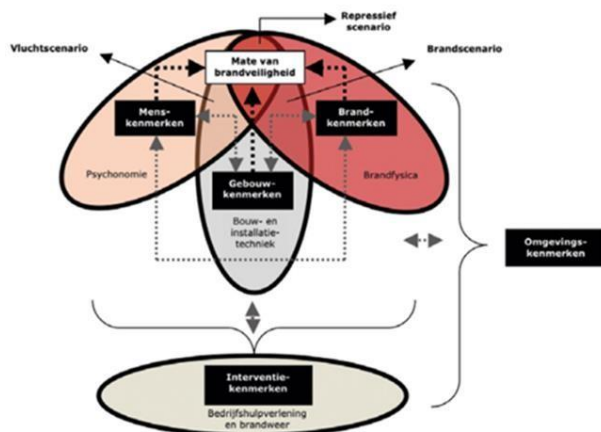 Repressief
scenario
Vluchtscenario
Mate van
brandveiligheid
Brandscenario
Mens-
kenmerken
Brand-
kenmerken
Psychonomie
Gebouw-
kenmerken
Brandfysica
Bouw- en
installatie-
techniek
Omgevings-
kenmerken
Interventie-
kenmerken
Bedrijfshulpverlening
en brandweer